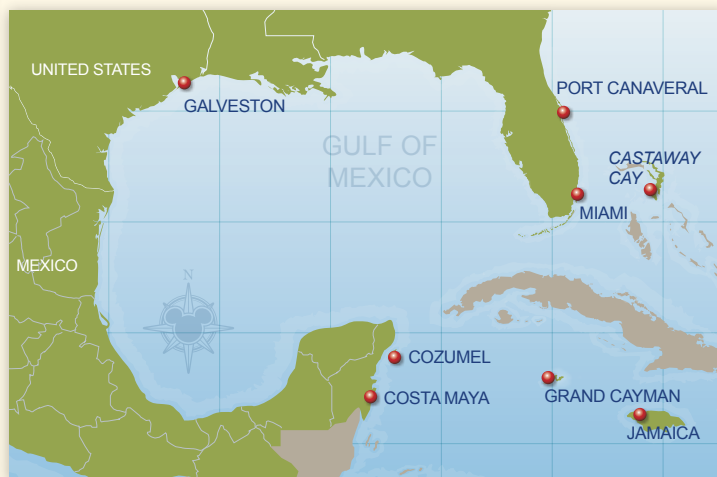 UNITED STATES
GALVESTON
PORT CANAVERAL
GULF OF
MEXICO
CASTAWAY
CAY
MIAMI
MEXICO
N
COZUMEL
COSTA MAYA
GRAND CAYMAN
JAMAICA